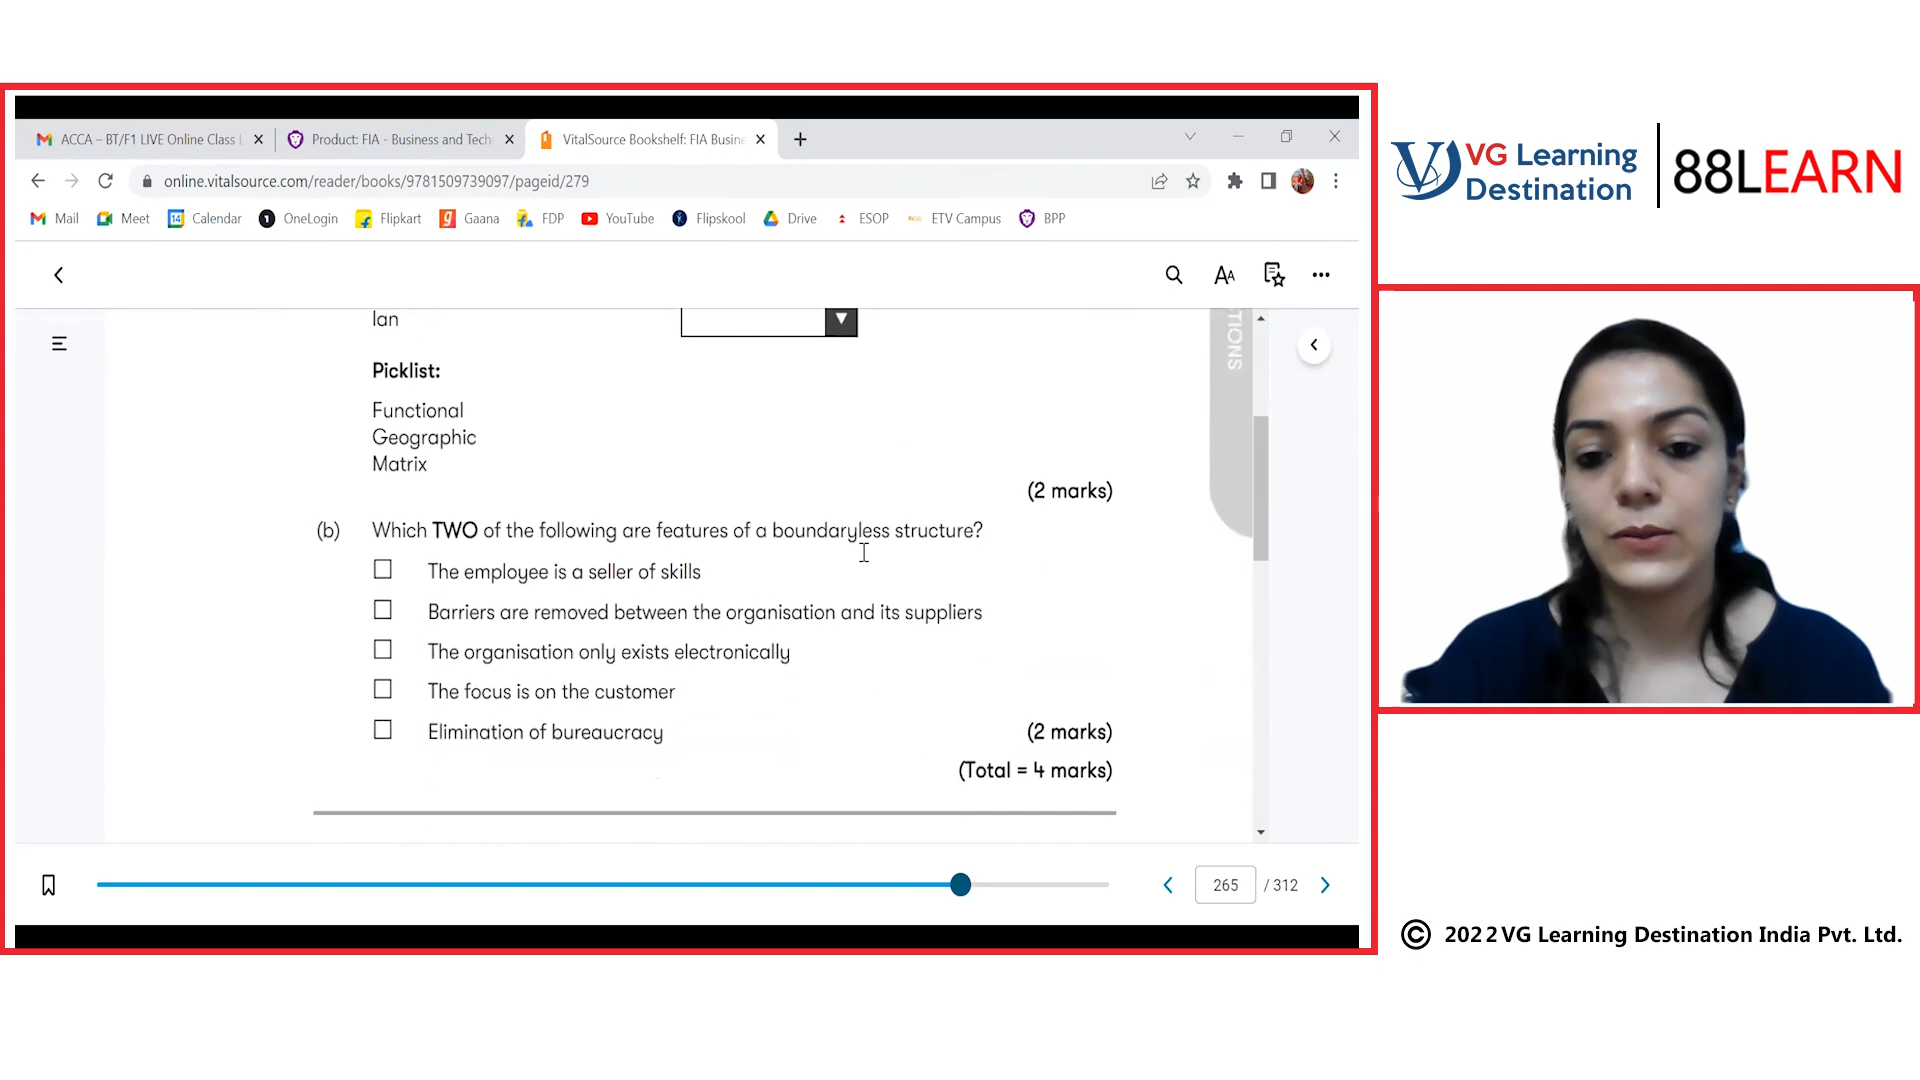 ACCA – BT/F1 LIVE Online Class
Product: FIA - Business and Tech
VitalSource Bookshelf: FIA Busine
online.vitalsource.com/reader/books/9781509739097/pageid/279
Mail
Meet
Calendar
OneLogin
Flipkart
Gaana
FDP
YouTube
Flipskool
Drive
ESOP
ETV Campus
BPP
Ian
Picklist:
Functional
Geographic
Matrix
(2 marks)
(b) Which TWO of the following are features of a boundaryless structure?
The employee is a seller of skills
Barriers are removed between the organisation and its suppliers
The organisation only exists electronically
The focus is on the customer
Elimination of bureaucracy (2 marks)
(Total = 4 marks)
265 / 312
VG Learning
Destination
88LEARN
© 2022 VG Learning Destination India Pvt. Ltd.